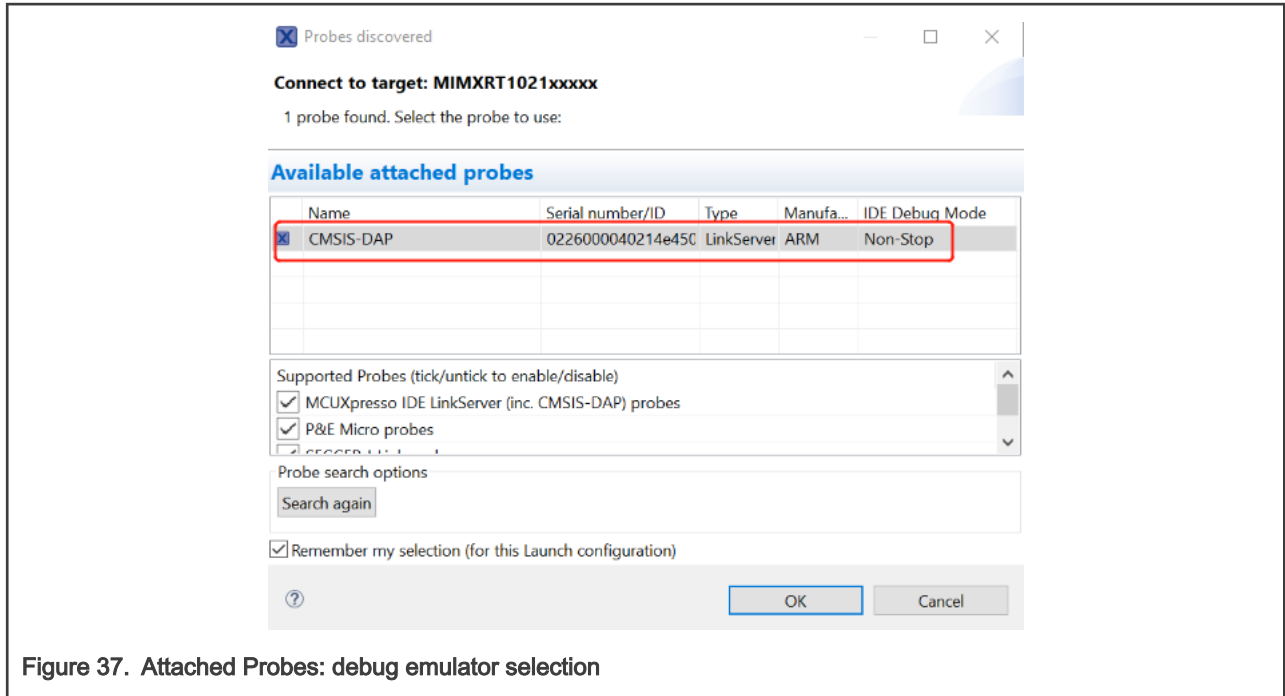 Probes discovered
Connect to target: MIMXRT1021xxxxx
1 probe found. Select the probe to use:
Available attached probes
Name Serial number/ID Type Manufa... IDE Debug Mode
CMSIS-DAP 0226000040214e450 LinkServer ARM Non-Stop
Supported Probes (tick/untick to enable/disable)
MCUXpresso IDE LinkServer (inc. CMSIS-DAP) probes
P&E Micro probes
Probe search options
Search again
Remember my selection (for this Launch configuration)
OK Cancel
Figure 37. Attached Probes: debug emulator selection